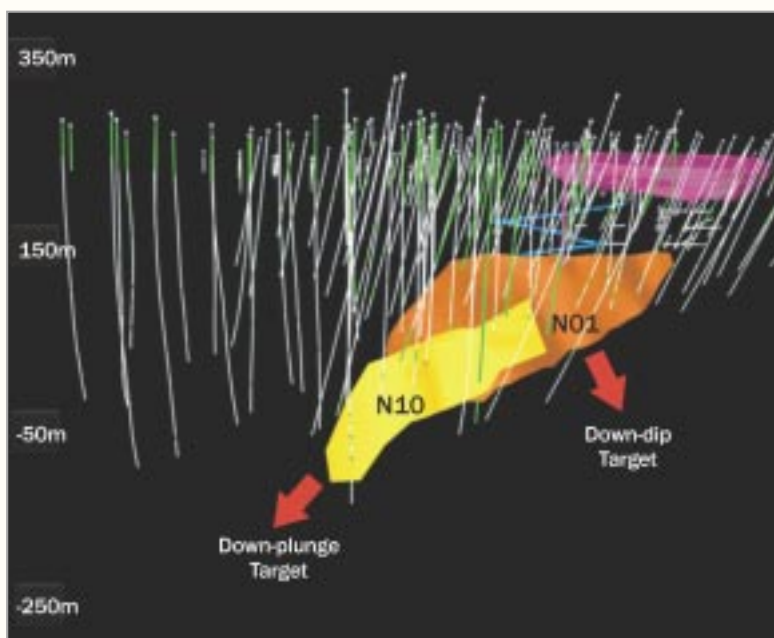 350m
150m
N01
N10
-50m
Down-dip
Target
Down-plunge
Target
-250m